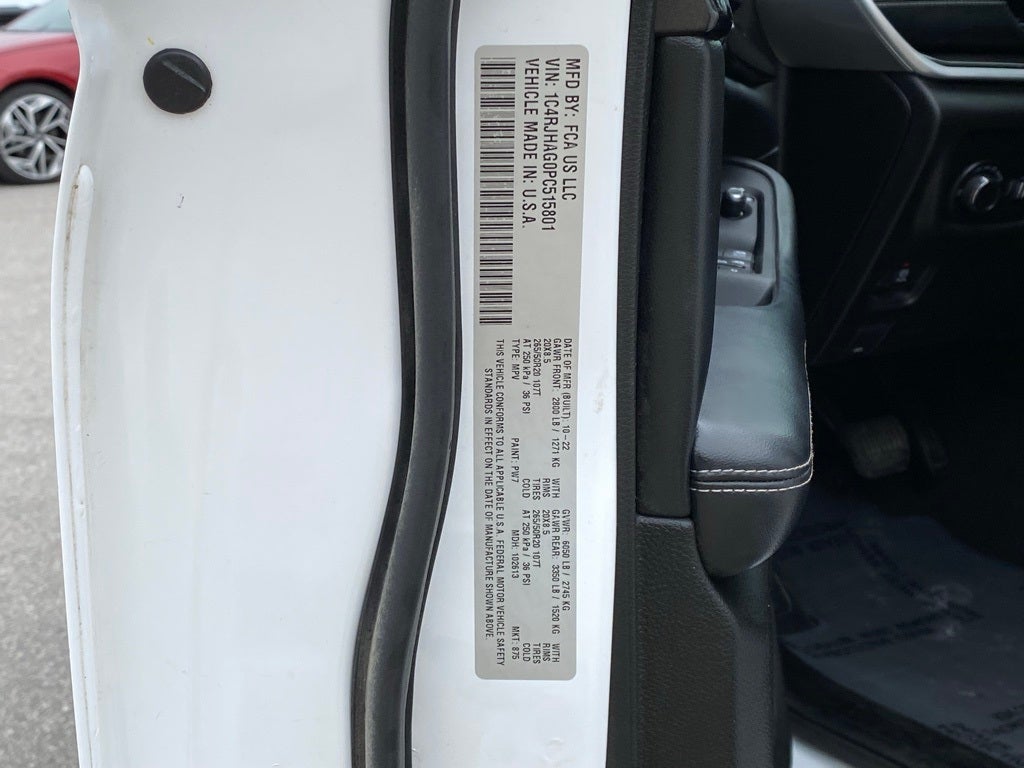 MFD BY: FCA US LLC
VIN: 1C4RJHAG0PC515801
VEHICLE MADE IN: U.S.A.
DATE OF MFR (BUILT): 10-22 GVWR: 6050 LB / 2745 KG
GAWR FRONT: 2800 LB / 1271 KG WITH GAWR REAR: 3350 LB / 1520 KG WITH
20X8.5 RIMS 20X8.5 RIMS
265/50R20 107T TIRES 265/50R20 107T TIRES
AT 250 kPa / 36 PSI COLD AT 250 kPa / 36 PSI COLD
TYPE: MPV PAINT: PW7 MDH: 102613 MKT: 875
THIS VEHICLE CONFORMS TO ALL APPLICABLE U.S.A. FEDERAL MOTOR VEHICLE SAFETY
STANDARDS IN EFFECT ON THE DATE OF MANUFACTURE SHOWN ABOVE.